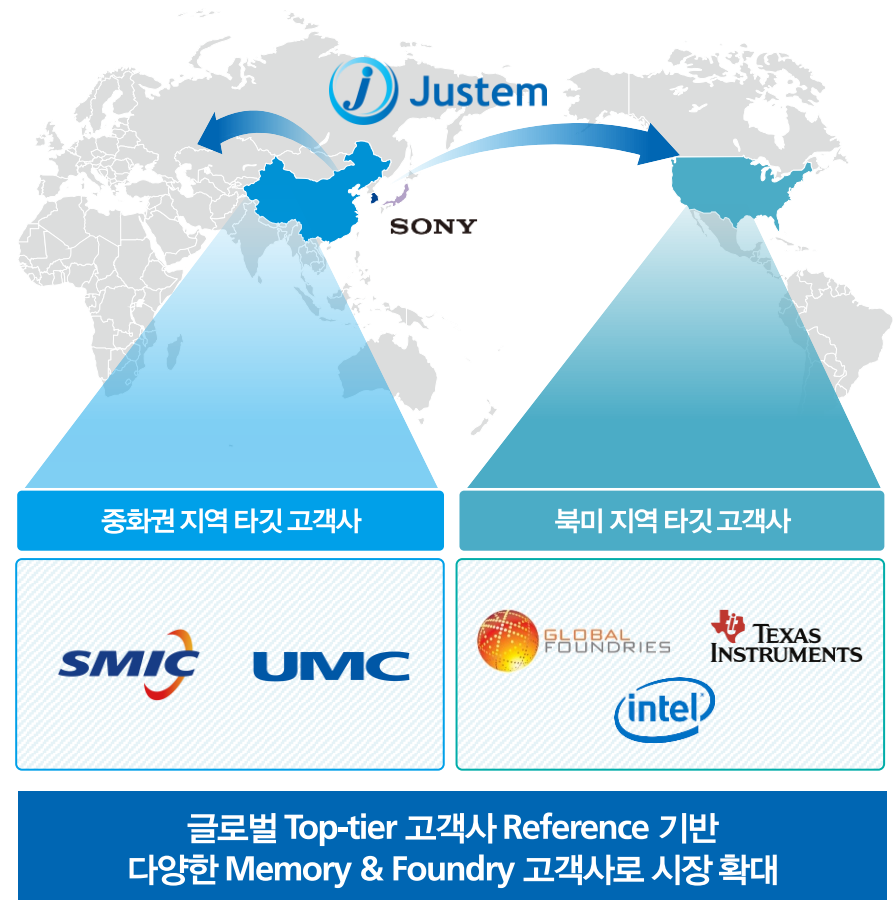 j Justem
SONY
중화권 지역 타깃 고객사
북미 지역 타깃 고객사
SMIC
UMC
GLOBAL
FOUNDRIES
TEXAS
INSTRUMENTS
intel
글로벌 Top-tier 고객사 Reference 기반
다양한 Memory & Foundry 고객사로 시장 확대